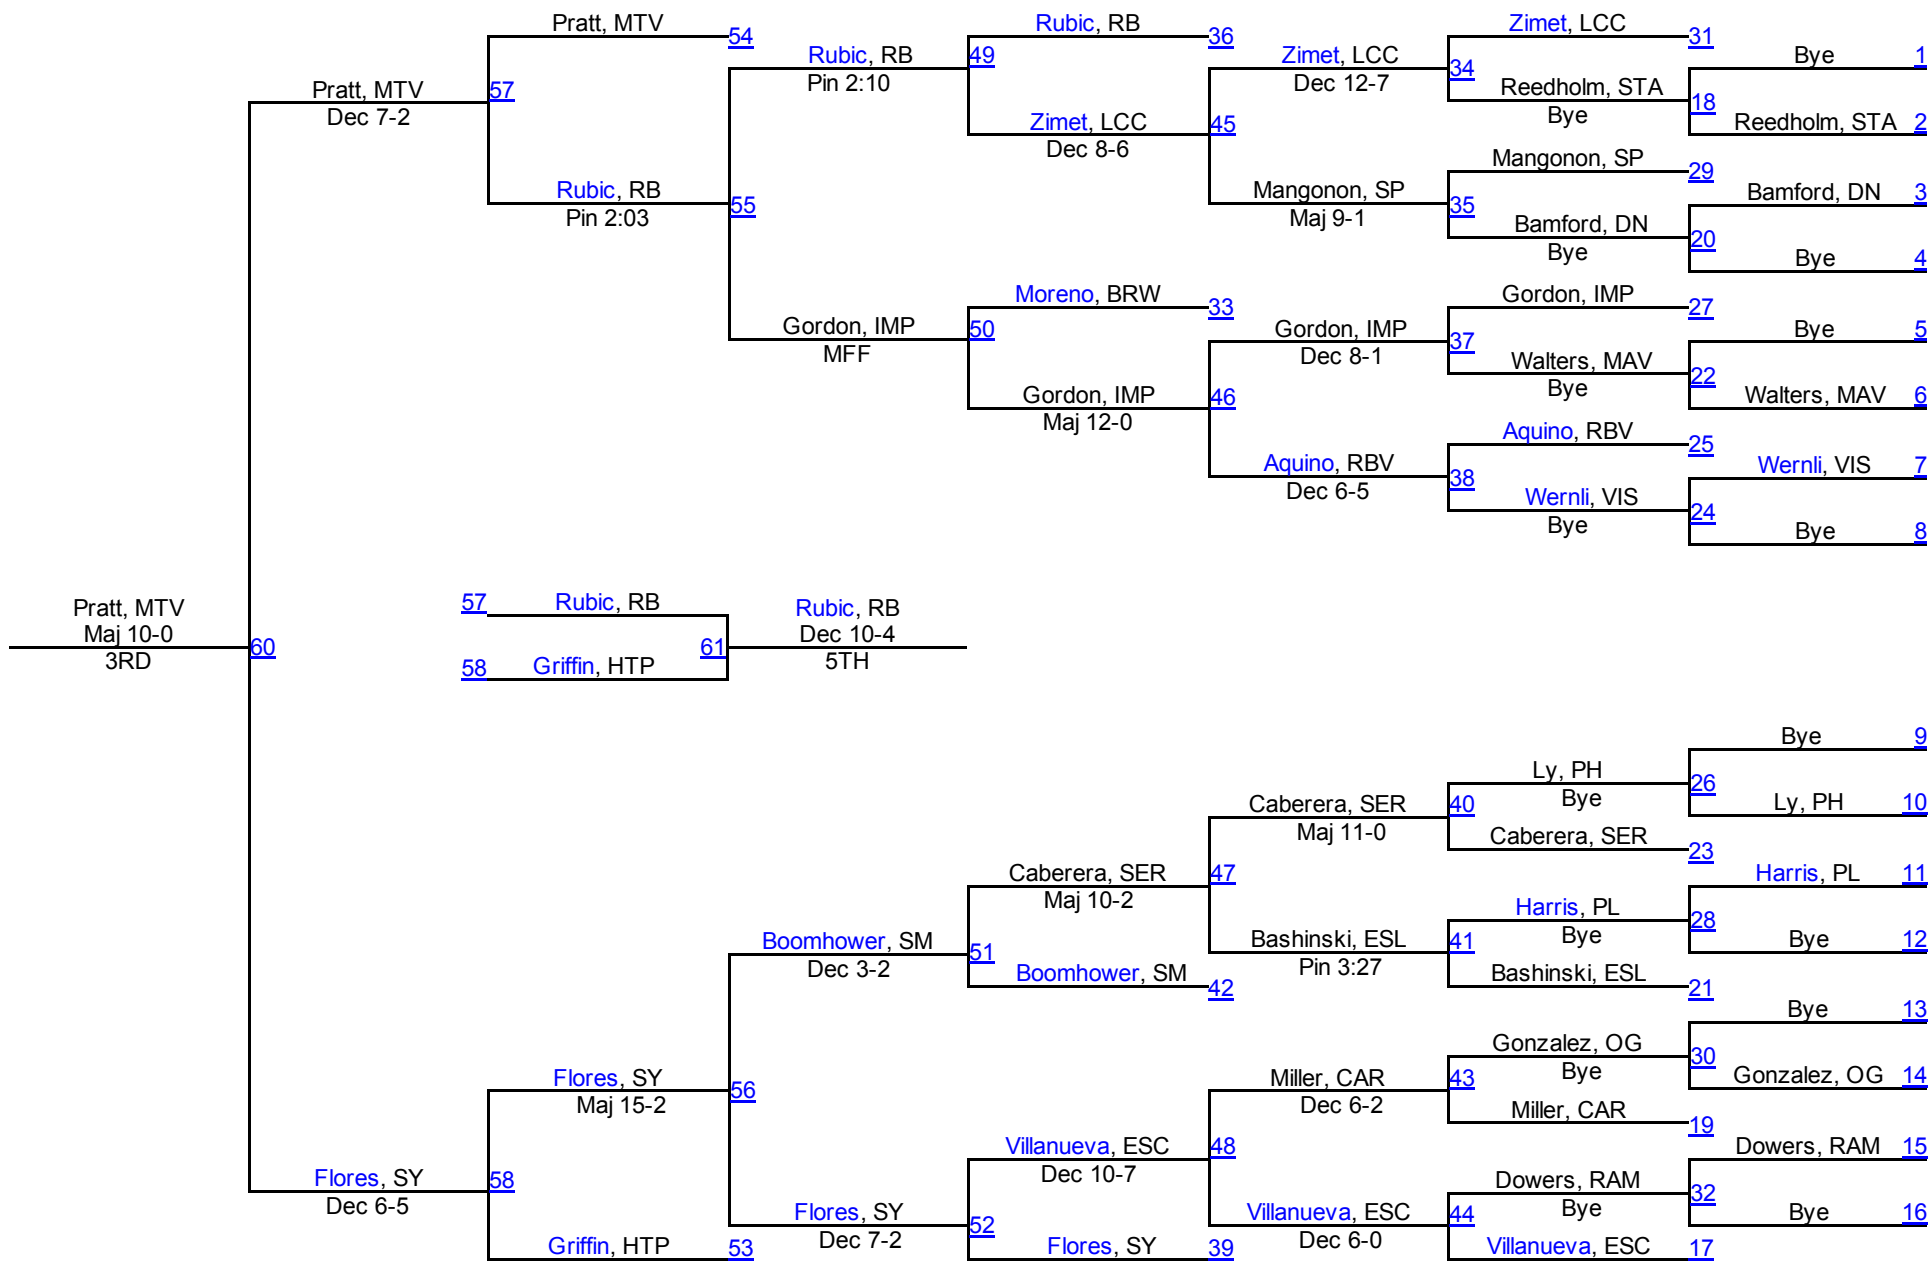 Pratt, MTV
54
Rubic, RB
36
Zimet, LCC
31
Bye
1
57
Rubic, RB
Pin 2:10
49
Zimet, LCC
Dec 12-7
34
Reedholm, STA
Bye
18
Reedholm, STA
2
Pratt, MTV
Dec 7-2
Zimet, LCC
Dec 8-6
45
Mangonon, SP
29
Bamford, DN
3
Rubic, RB
Pin 2:03
55
Mangonon, SP
Maj 9-1
35
Bamford, DN
Bye
20
Bye
4
Moreno, BRW
33
Gordon, IMP
27
Bye
5
Gordon, IMP
MFF
50
Gordon, IMP
Dec 8-1
37
Walters, MAV
Bye
22
Walters, MAV
6
Gordon, IMP
Maj 12-0
46
Aquino, RBV
25
Wernli, VIS
7
Aquino, RBV
Dec 6-5
38
Wernli, VIS
Bye
24
Bye
8
Pratt, MTV
Maj 10-0
3RD
60
57
Rubic, RB
58
Griffin, HTP
61
Rubic, RB
Dec 10-4
5TH
Bye
9
Ly, PH
Bye
26
Ly, PH
10
Caberera, SER
Maj 11-0
40
Caberera, SER
23
Caberera, SER
Maj 10-2
47
Harris, PL
11
Harris, PL
Bye
28
Bye
12
Boomhower, SM
Dec 3-2
51
Bashinski, ESL
Pin 3:27
41
Bashinski, ESL
21
Boomhower, SM
42
Bye
13
Gonzalez, OG
Bye
30
Gonzalez, OG
14
Flores, SY
Maj 15-2
56
Miller, CAR
Dec 6-2
43
Miller, CAR
19
Villanueva, ESC
Dec 10-7
48
Dowers, RAM
15
Flores, SY
Dec 6-5
58
Dowers, RAM
Bye
32
Bye
16
Flores, SY
Dec 7-2
52
Villanueva, ESC
Dec 6-0
44
Griffin, HTP
53
Flores, SY
39
Villanueva, ESC
17